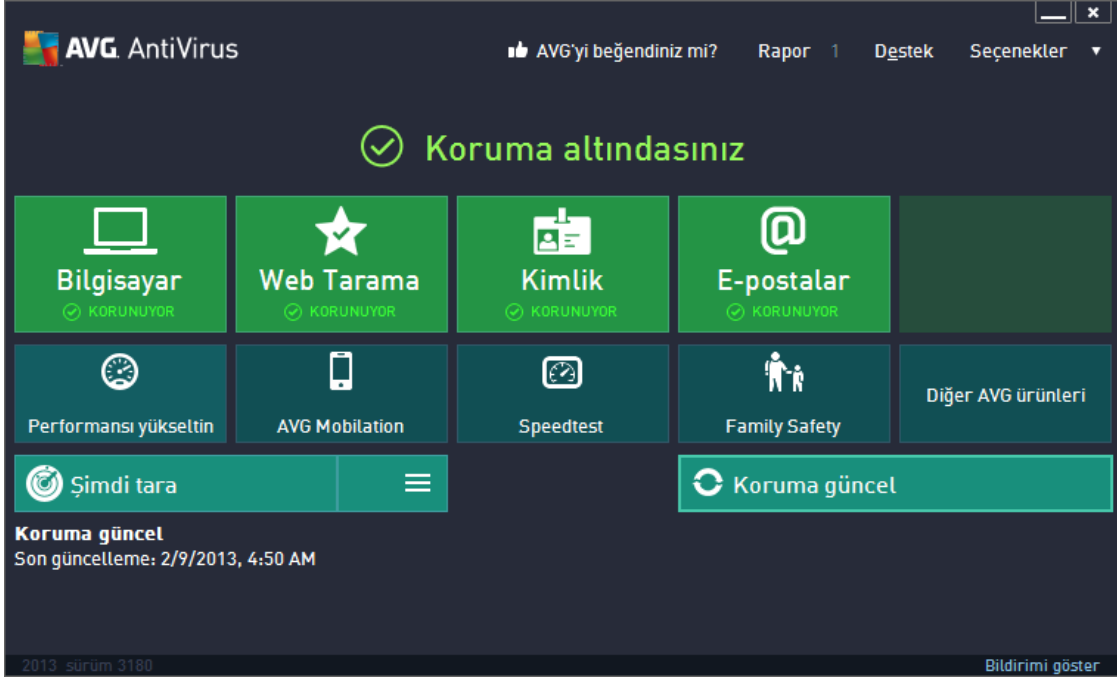 AVG AntiVirus
AVG'yi beğendiniz mi? Rapor 1 Destek Seçenekler
Koruma altındasınız
Bilgisayar Web Tarama Kimlik E-postalar
KORUNUYOR KORUNUYOR KORUNUYOR KORUNUYOR
Diğer AVG ürünleri
Performansı yükseltin AVG Mobilation Speedtest Family Safety
Şimdi tara Koruma güncel
Koruma güncel
Son güncelleme: 2/9/2013, 4:50 AM
2013 sürüm 3180 Bildirimi göster